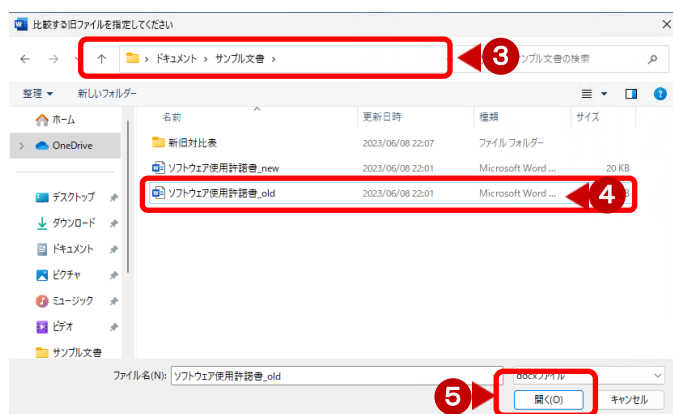 比較する旧ファイルを指定してください
ドキュメント › サンプル文書 ›
3
ンプル文書の検索
整理
新しいフォルダー
名前
更新日時
種類
サイズ
ホーム
OneDrive
デスクトップ
ダウンロード
ドキュメント
ピクチャ
ミュージック
ビデオ
サンプル文書
新旧対比表 2023/06/08 22:07 ファイル フォルダー
ソフトウェア使用許諾書_new 2023/06/08 22:01 Microsoft Word ... 20 KB
ソフトウェア使用許諾書_old 2023/06/08 22:01 Microsoft Word ...
4
ファイル名(N): ソフトウェア使用許諾書_old
docxファイル
5
開く(O)
キャンセル